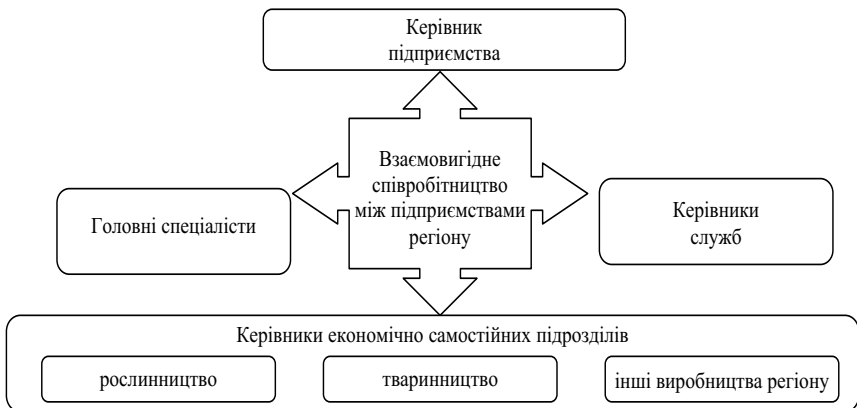 Керівник
підприємства
Взаємовигідне
співробітництво
між підприємствами
регіону
Головні спеціалісти
Керівники
служб
Керівники економічно самостійних підрозділів
рослинництво
тваринництво
інші виробництва регіону